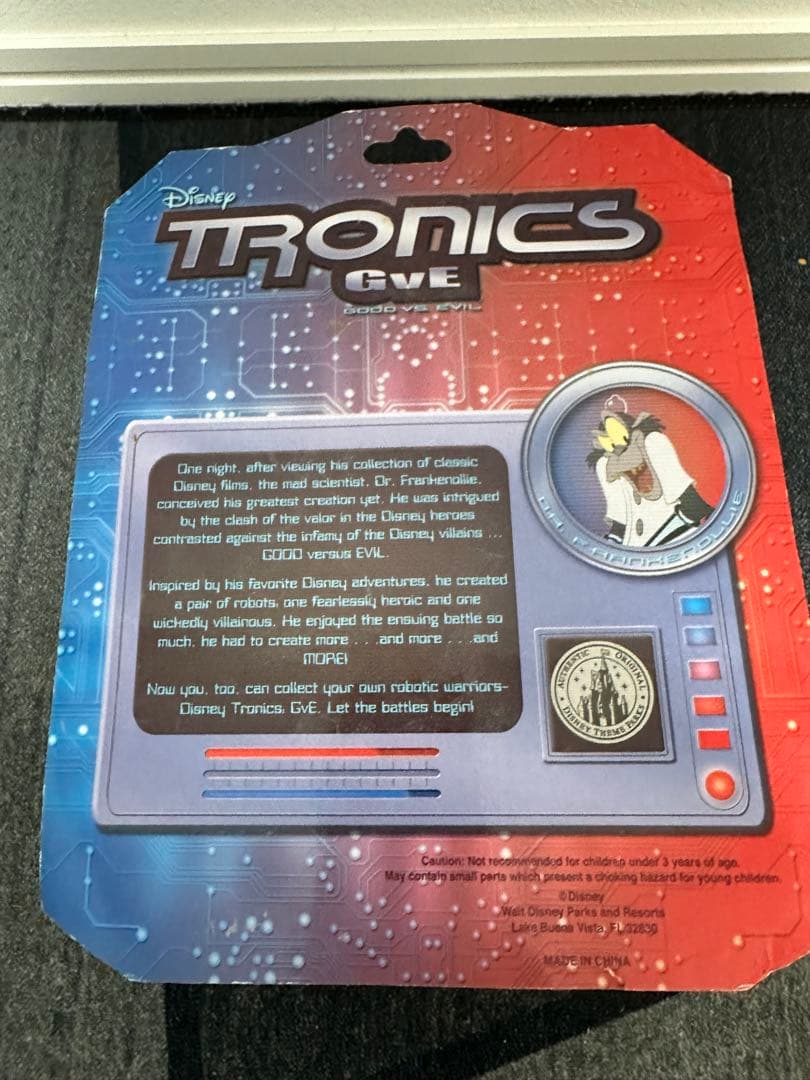 Disney
TRONICS
GVE
GOOD VS. EVIL
One night, after viewing his collection of classic
Disney films, the mad scientist, Dr. Frankenollie,
conceived his greatest creation yet. He was intrigued
by the clash of the valor in the Disney heroes
contrasted against the infamy of the Disney villains ...
GOOD versus EVIL.
Inspired by his favorite Disney adventures, he created
a pair of robots; one fearlessly heroic and one
wickedly villainous. He enjoyed the ensuing battle so
much, he had to create more . . .and more . . .and
MORE!
Now you, too, can collect your own robotic warriors-
Disney Tronics, GvE. Let the battles begin!
DR. FRANKENOLLIE
AUTHENTIC ORIGINAL
DISNEY THEME PARKS
Caution: Not recommended for children under 3 years of age.
May contain small parts which present a choking hazard for young children.
©Disney
Walt Disney Parks and Resorts
Lake Buena Vista, FL 32830
MADE IN CHINA